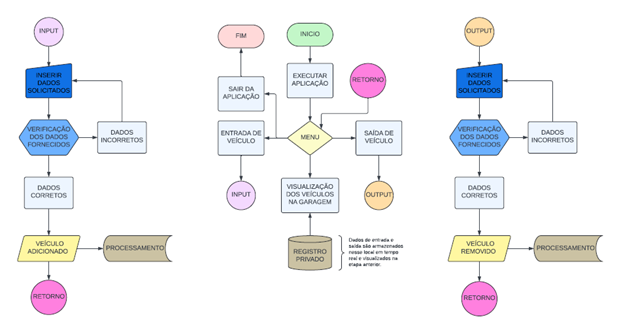 INPUT
INSERIR
DADOS
SOLICITADOS
VERIFICAÇÃO
DOS DADOS
FORNECIDOS
DADOS
INCORRETOS
DADOS
CORRETOS
VEÍCULO
ADICIONADO
PROCESSAMENTO
RETORNO
FIM
INICIO
EXECUTAR
APLICAÇÃO
RETORNO
SAIR DA
APLICAÇÃO
ENTRADA DE
VEÍCULO
MENU
SAÍDA DE
VEÍCULO
INPUT
VISUALIZAÇÃO
DOS VEÍCULOS
NA GARAGEM
OUTPUT
REGISTRO
PRIVADO
Dados de entrada e
saída são armazenados
nesse local em tempo
real e visualizados na
etapa anterior.
OUTPUT
INSERIR
DADOS
SOLICITADOS
VERIFICAÇÃO
DOS DADOS
FORNECIDOS
DADOS
INCORRETOS
DADOS
CORRETOS
VEÍCULO
REMOVIDO
PROCESSAMENTO
RETORNO